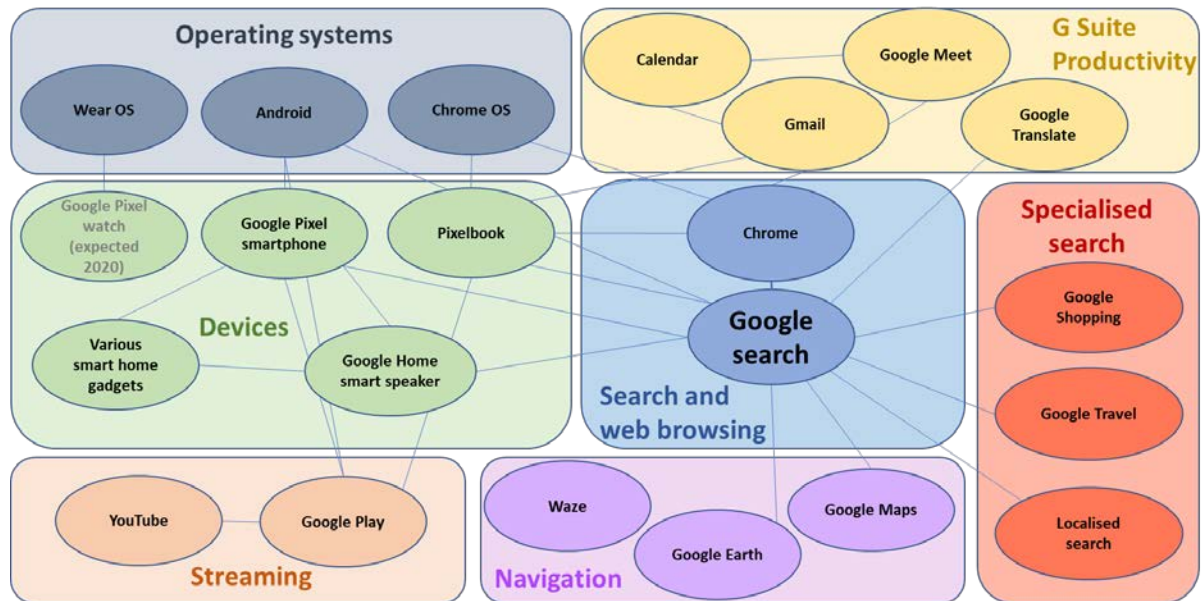 Operating systems
Wear OS
Android
Chrome OS
G Suite
Productivity
Calendar
Google Meet
Gmail
Google
Translate
Google Pixel
watch
(expected
2020)
Google Pixel
smartphone
Pixelbook
Devices
Various
smart home
gadgets
Google Home
smart speaker
Chrome
Google
search
Search and
web browsing
Specialised
search
Google
Shopping
Google Travel
Localised
search
YouTube
Google Play
Streaming
Waze
Google Earth
Google Maps
Navigation